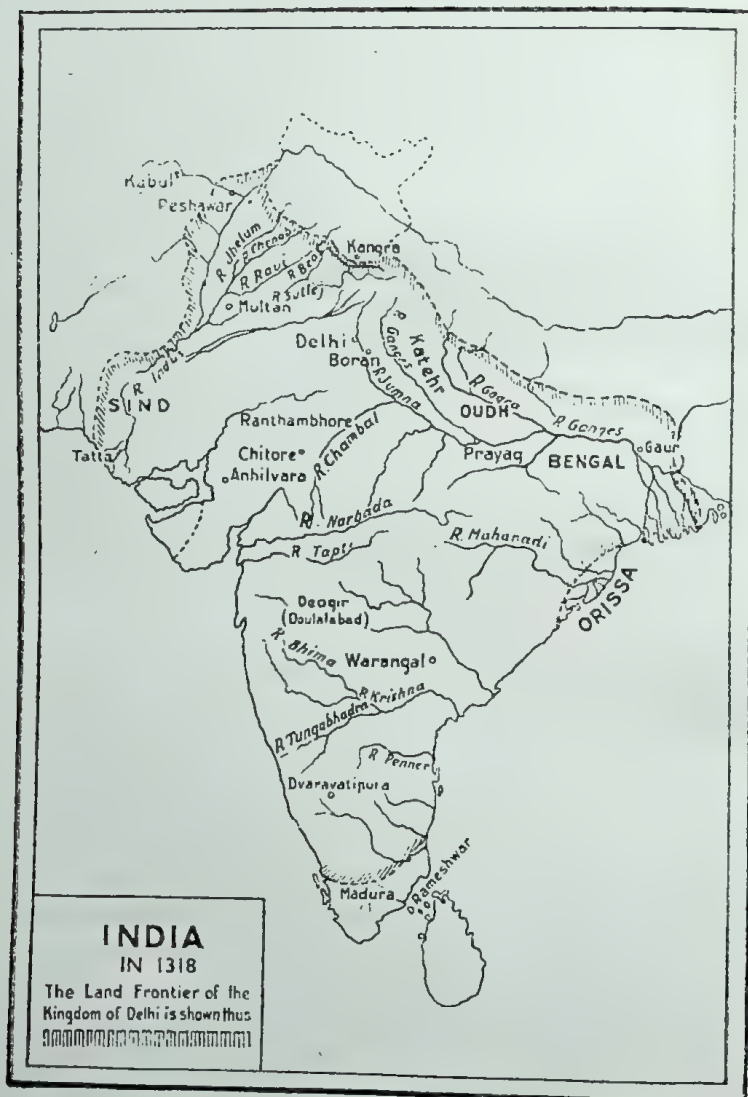 Kabul
Peshawar
R. Jhelum
R. Chenab
R. Ravi
R. Beas
Kangra
R. Sutlej
Multan
R. Indus
SIND
Tatta
Delhi
Boran
R. Ganges
Katehr
R. Jumna
OUDH
R. Gogra
R. Ganges
Gaur
Ranthambhore
Chitore
Anhilvara
R. Chambal
Prayaq
BENGAL
R. Narbada
R. Tapti
R. Mahanadi
ORISSA
Deogir
(Doulatabad)
R. Bhima
Warangal
R. Krishna
R. Tungabhadra
R. Penner
Dvaravatipura
Madura
Rameshwar
INDIA
IN 1318
The Land Frontier of the
Kingdom of Delhi is shown thus